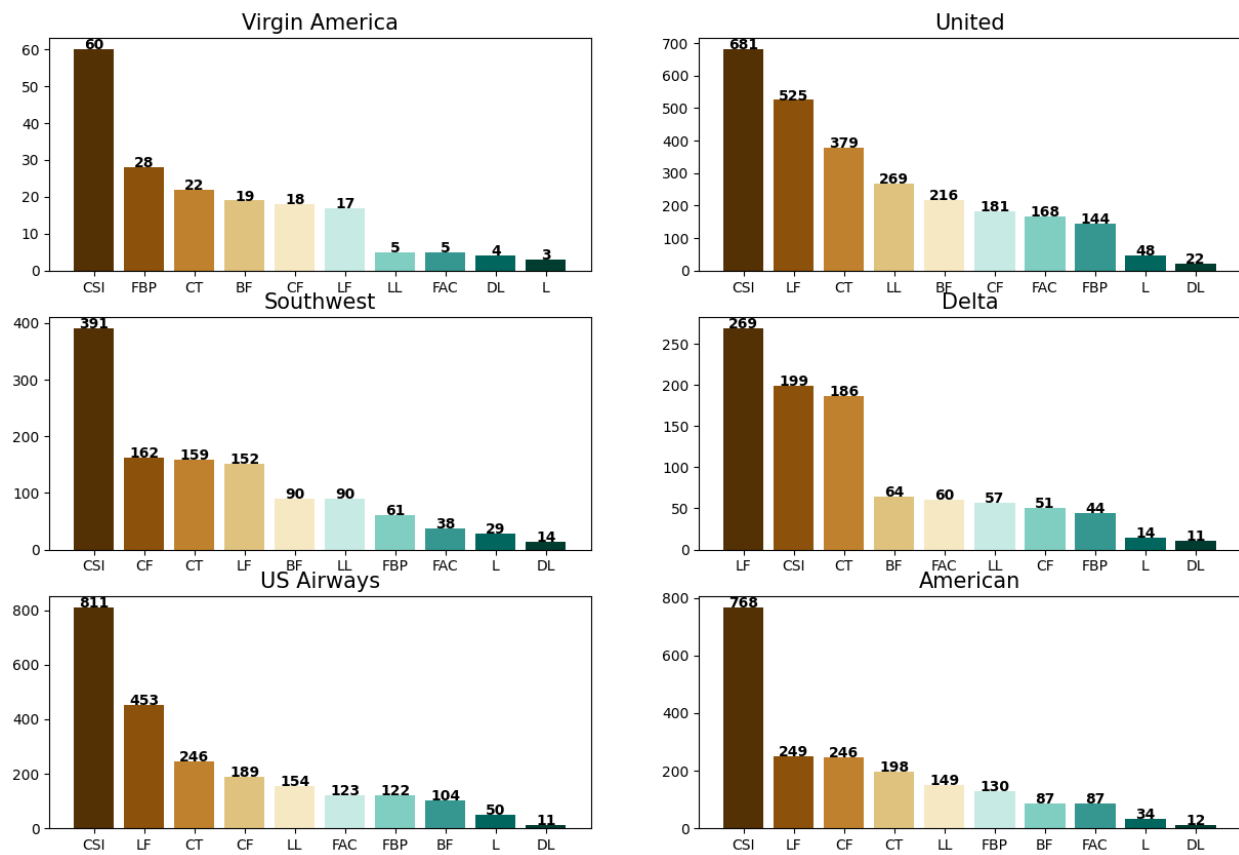 Virgin America
60
50
40
30
20
10
0
60 28 22 19 18 17 5 5 4 3
CSI FBP CT BF CF LF LL FAC DL L
United
700
600
500
400
300
200
100
0
681 525 379 269 216 181 168 144 48 22
CSI LF CT LL BF CF FAC FBP L DL
Southwest
400
300
200
100
0
391 162 159 152 90 90 61 38 29 14
CSI CF CT LF BF LL FBP FAC L DL
Delta
250
200
150
100
50
0
269 199 186 64 60 57 51 44 14 11
LF CSI CT BF FAC LL CF FBP L DL
US Airways
800
600
400
200
0
811 453 246 189 154 123 122 104 50 11
CSI LF CT CF LL FAC FBP BF L DL
American
800
600
400
200
0
768 249 246 198 149 130 87 87 34 12
CSI LF CF CT LL FBP BF FAC L DL